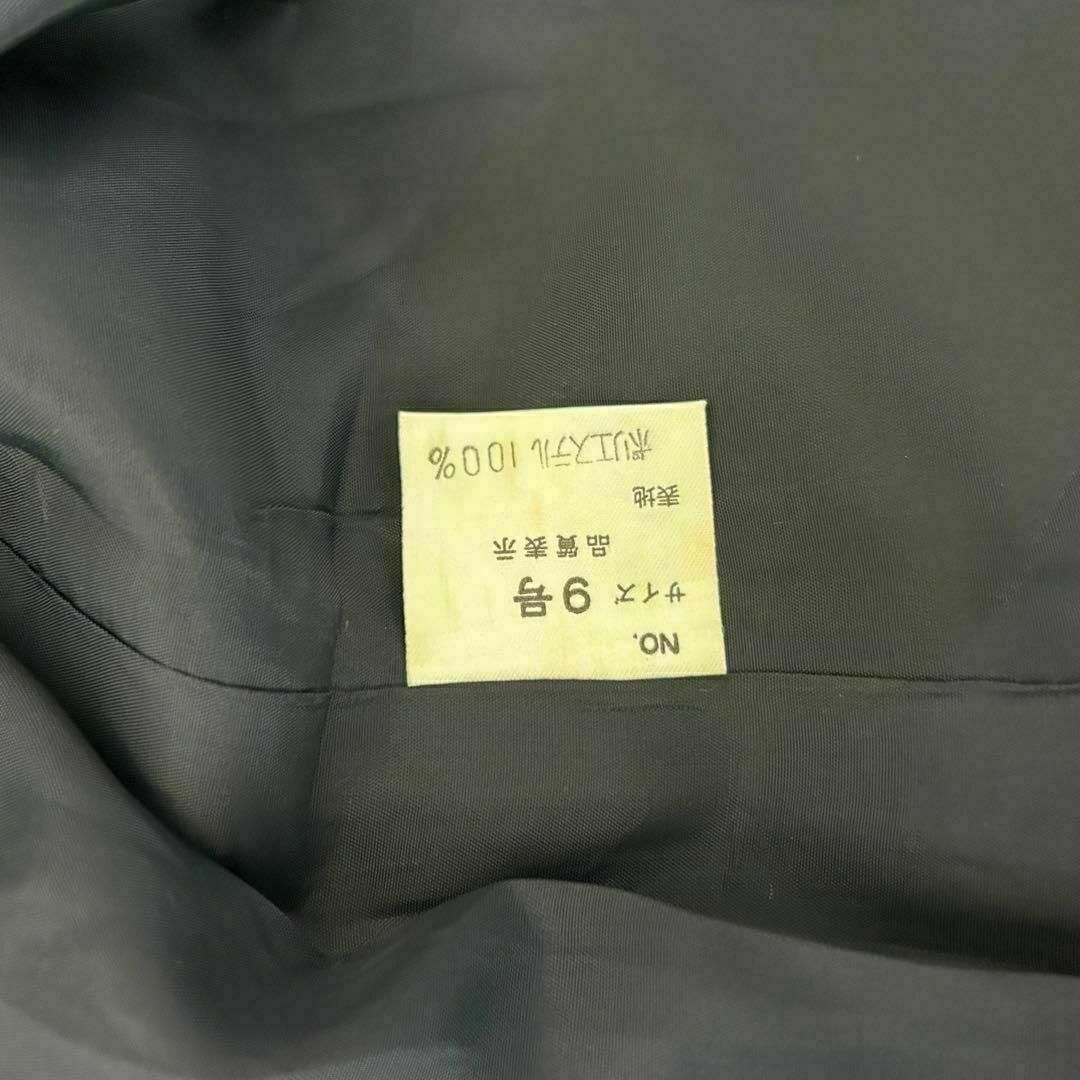 NO.
サイズ 9号
品質表示
表地
ポリエステル 100%